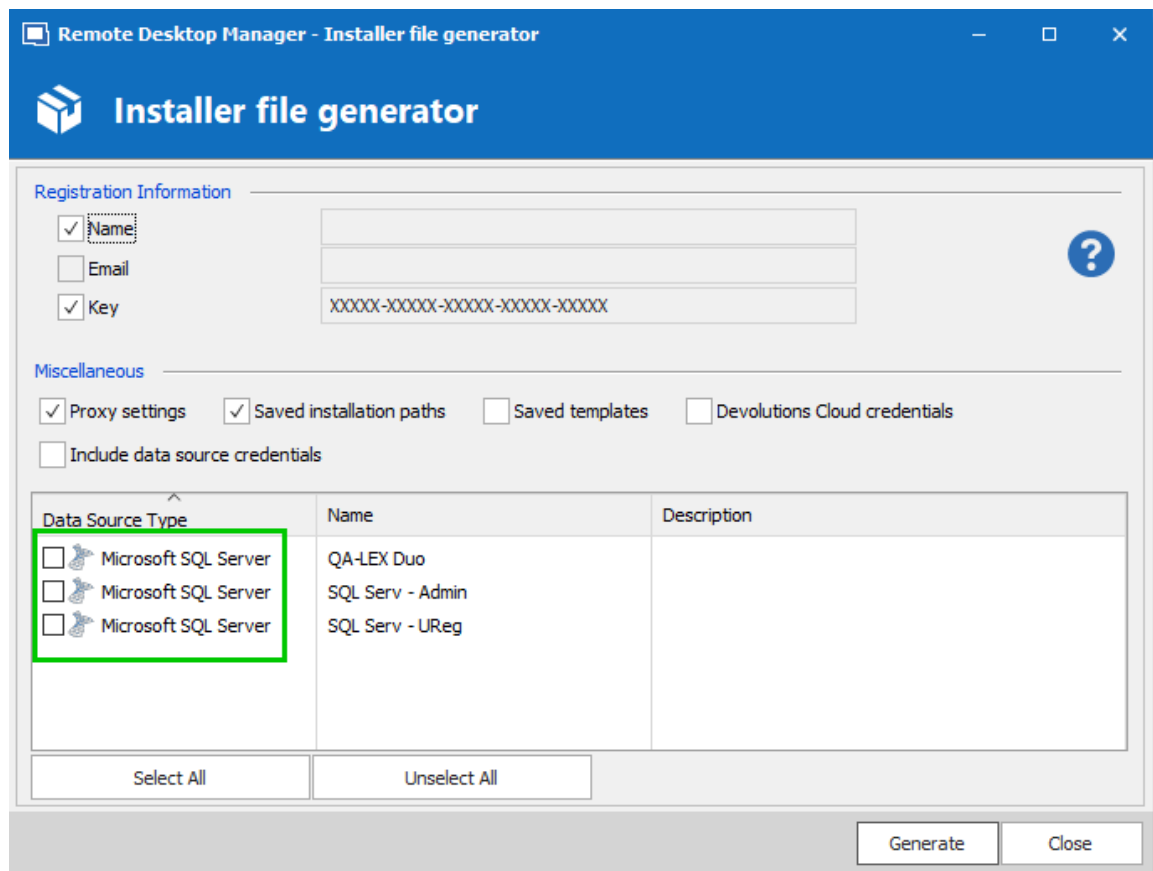 Remote Desktop Manager - Installer file generator
Installer file generator
Registration Information
Name
Email
Key XXXXX-XXXXX-XXXXX-XXXXX-XXXXX
?
Miscellaneous
Proxy settings Saved installation paths Saved templates Devolutions Cloud credentials
Include data source credentials
Data Source Type Name Description
Microsoft SQL Server QA-LEX Duo
Microsoft SQL Server SQL Serv - Admin
Microsoft SQL Server SQL Serv - UReg
Select All Unselect All
Generate Close